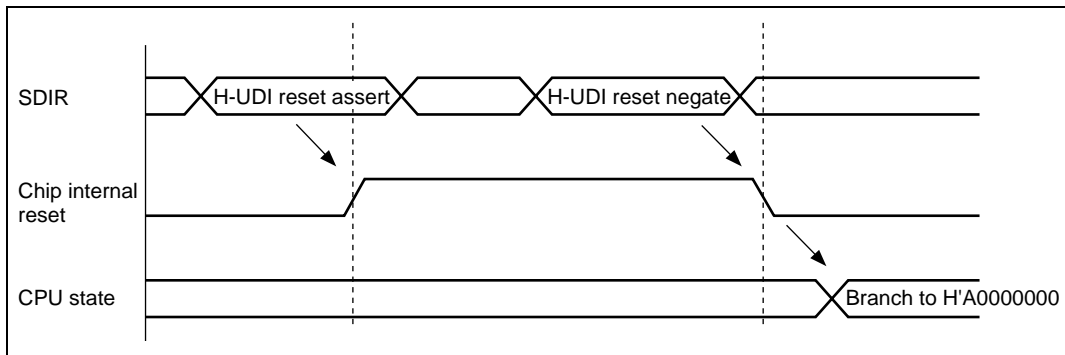 SDIR
H-UDI reset assert
H-UDI reset negate
Chip internal
reset
CPU state
Branch to H'A0000000